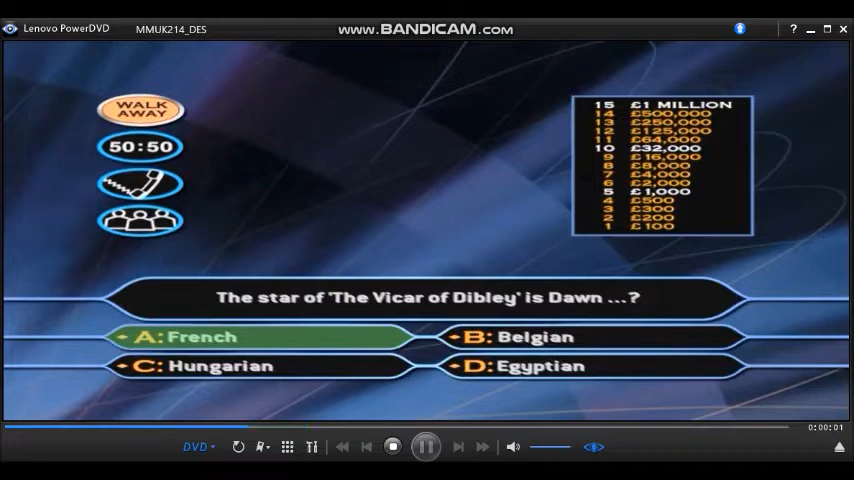 Lenovo PowerDVD
MMUK214_DES
www.BANDICAM.com
?
WALK AWAY
50:50
15 £1 MILLION
14 £500,000
13 £250,000
12 £125,000
11 £64,000
10 £32,000
9 £16,000
8 £8,000
7 £4,000
6 £2,000
5 £1,000
4 £500
3 £300
2 £200
1 £100
The star of 'The Vicar of Dibley' is Dawn ...?
A: French
B: Belgian
C: Hungarian
D: Egyptian
0:00:01
DVD